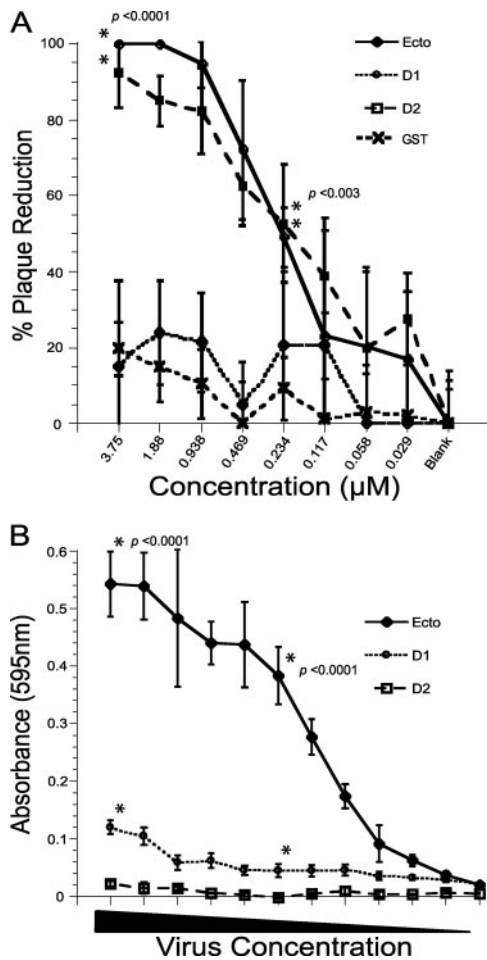 A
p <0.0001
*
*
100
80
60
40
20
0
% Plaque Reduction
Ecto
D1
D2
GST
p <0.003
*
*
3.75
1.88
0.938
0.469
0.234
0.117
0.058
0.029
Blank
Concentration (µM)
B
* p <0.0001
0.6
0.5
0.4
0.3
0.2
0.1
0
Absorbance (595nm)
Ecto
D1
D2
*
p <0.0001
*
*
Virus Concentration